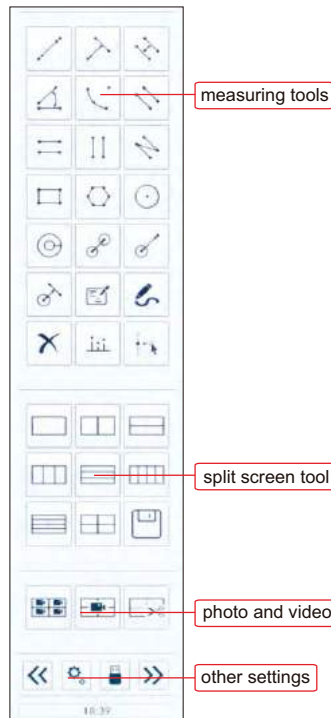 measuring tools
split screen tool
photo and video
other settings
18:39